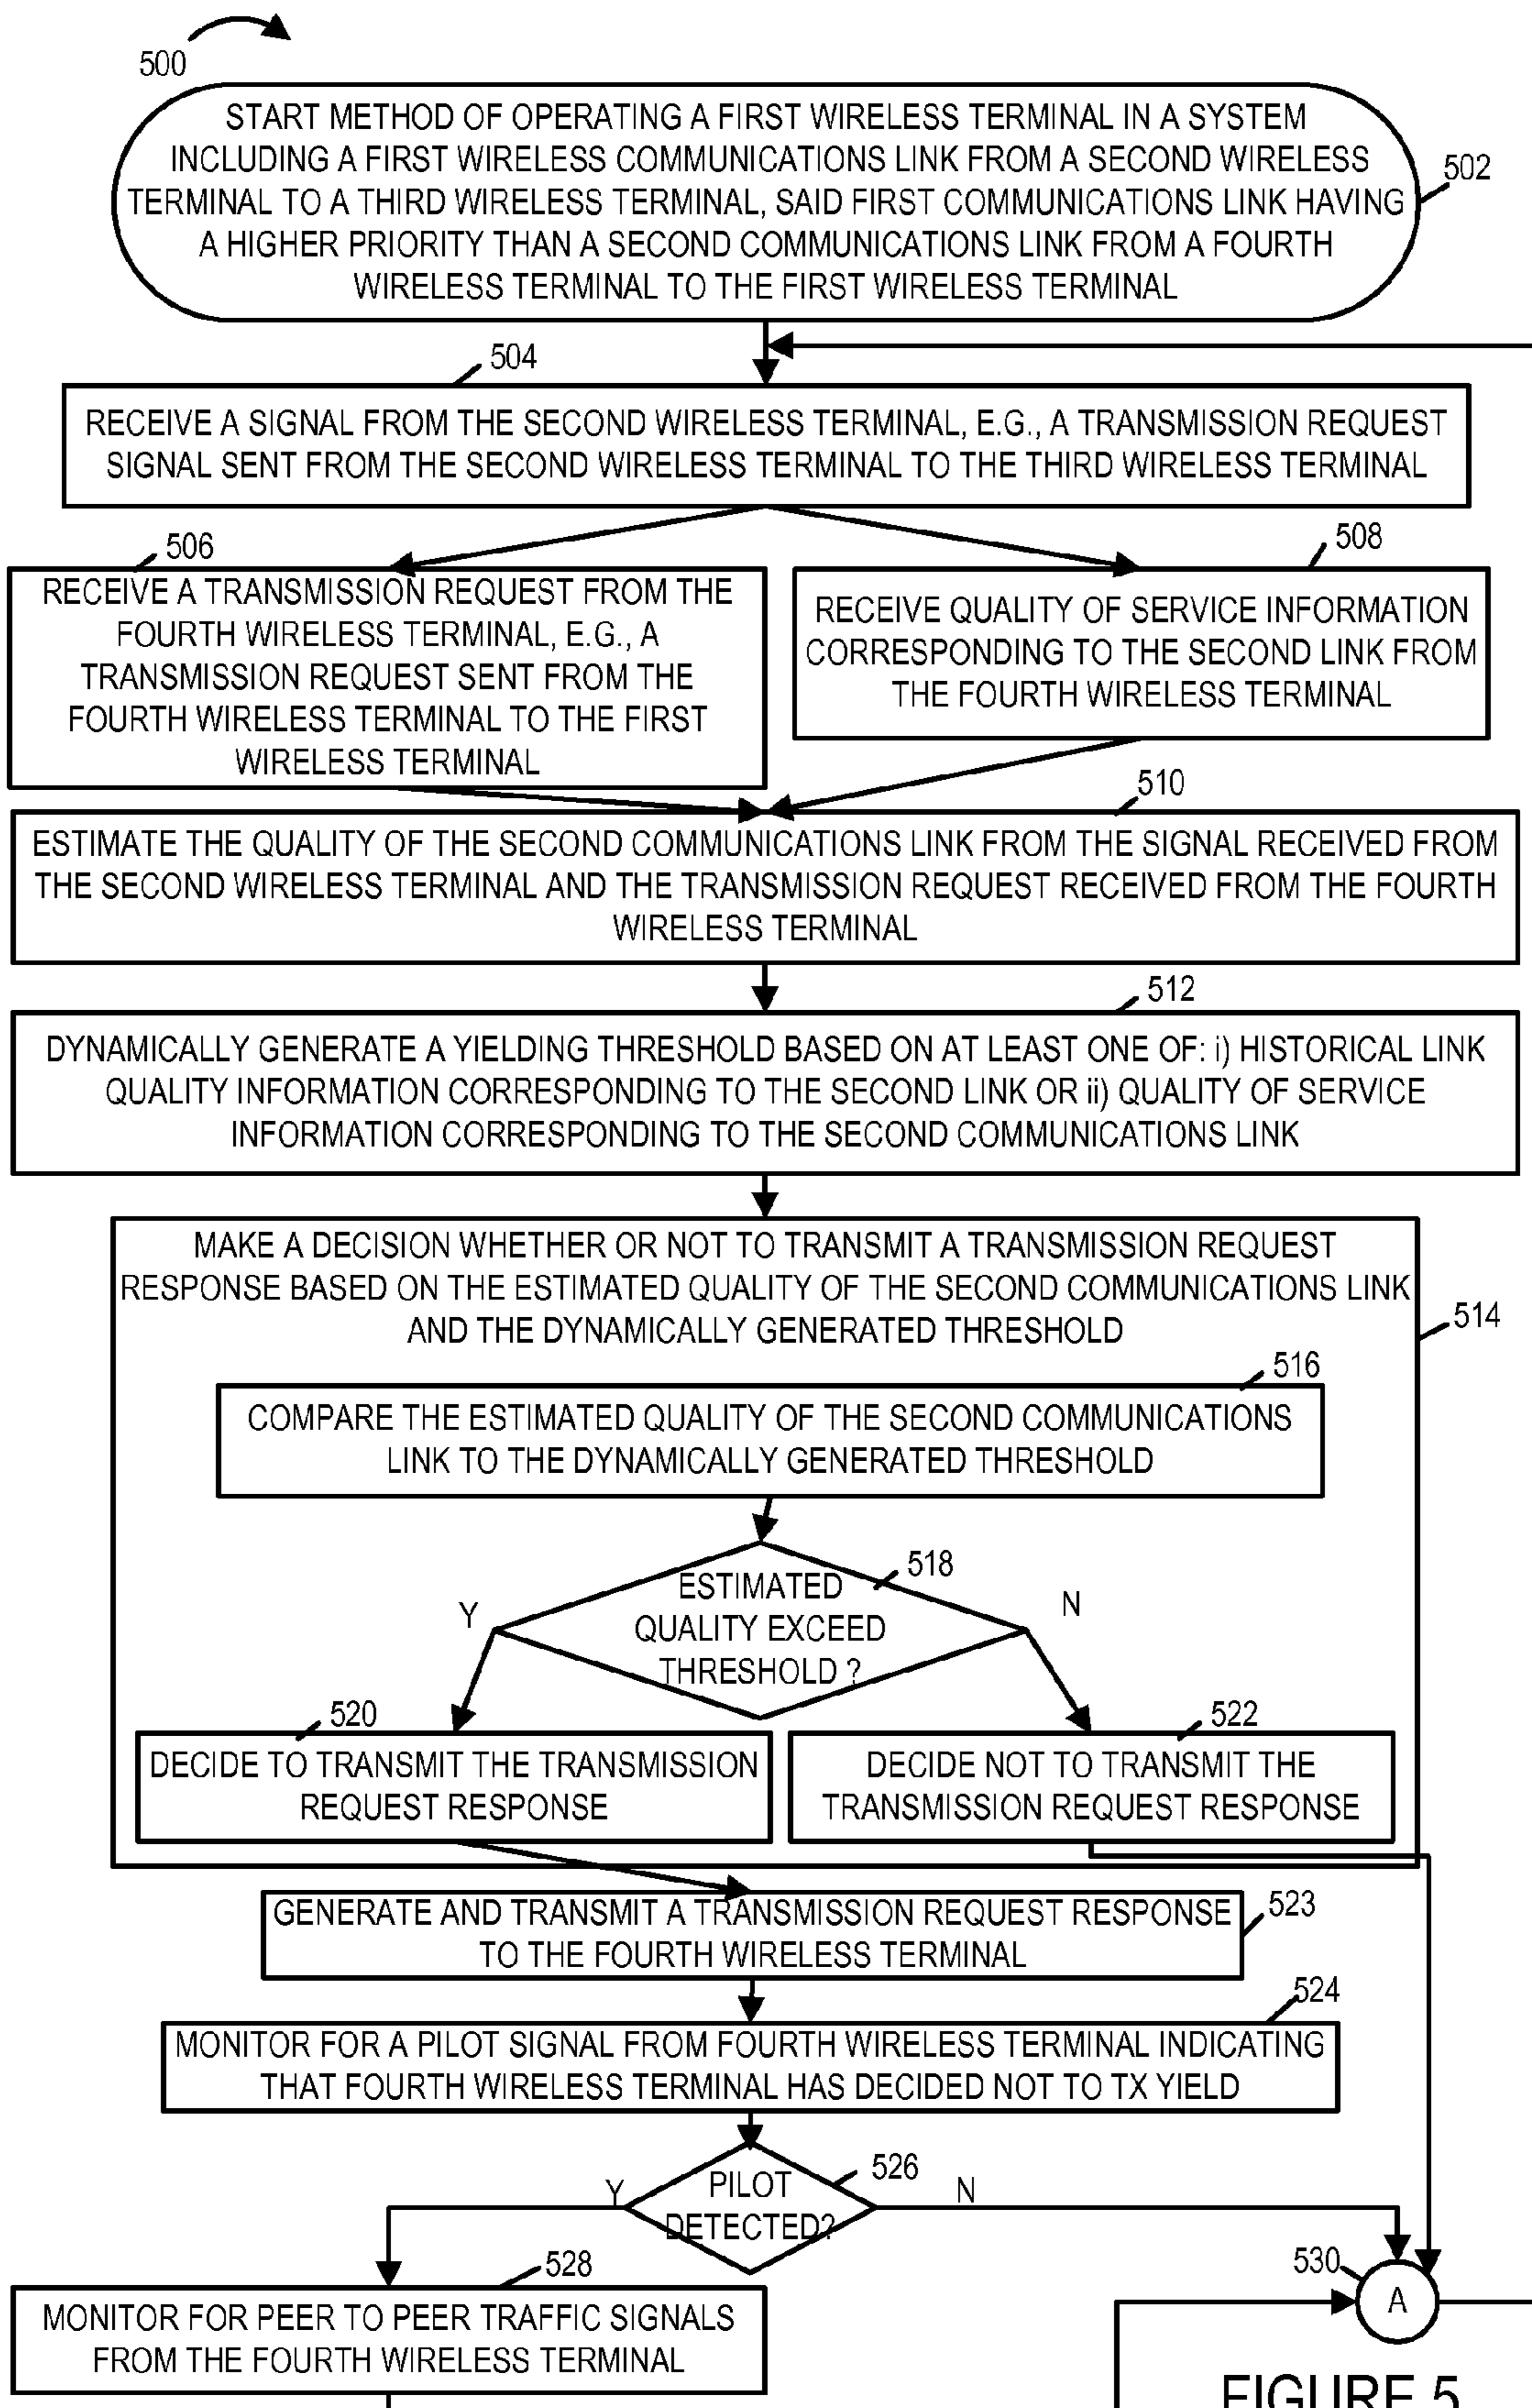 500
START METHOD OF OPERATING A FIRST WIRELESS TERMINAL IN A SYSTEM
INCLUDING A FIRST WIRELESS COMMUNICATIONS LINK FROM A SECOND WIRELESS
TERMINAL TO A THIRD WIRELESS TERMINAL, SAID FIRST COMMUNICATIONS LINK HAVING
A HIGHER PRIORITY THAN A SECOND COMMUNICATIONS LINK FROM A FOURTH
WIRELESS TERMINAL TO THE FIRST WIRELESS TERMINAL
502
504
RECEIVE A SIGNAL FROM THE SECOND WIRELESS TERMINAL, E.G., A TRANSMISSION REQUEST
SIGNAL SENT FROM THE SECOND WIRELESS TERMINAL TO THE THIRD WIRELESS TERMINAL
506
RECEIVE A TRANSMISSION REQUEST FROM THE
FOURTH WIRELESS TERMINAL, E.G., A
TRANSMISSION REQUEST SENT FROM THE
FOURTH WIRELESS TERMINAL TO THE FIRST
WIRELESS TERMINAL
508
RECEIVE QUALITY OF SERVICE INFORMATION
CORRESPONDING TO THE SECOND LINK FROM
THE FOURTH WIRELESS TERMINAL
510
ESTIMATE THE QUALITY OF THE SECOND COMMUNICATIONS LINK FROM THE SIGNAL RECEIVED FROM
THE SECOND WIRELESS TERMINAL AND THE TRANSMISSION REQUEST RECEIVED FROM THE FOURTH
WIRELESS TERMINAL
512
DYNAMICALLY GENERATE A YIELDING THRESHOLD BASED ON AT LEAST ONE OF: i) HISTORICAL LINK
QUALITY INFORMATION CORRESPONDING TO THE SECOND LINK OR ii) QUALITY OF SERVICE
INFORMATION CORRESPONDING TO THE SECOND COMMUNICATIONS LINK
MAKE A DECISION WHETHER OR NOT TO TRANSMIT A TRANSMISSION REQUEST
RESPONSE BASED ON THE ESTIMATED QUALITY OF THE SECOND COMMUNICATIONS LINK
AND THE DYNAMICALLY GENERATED THRESHOLD
514
516
COMPARE THE ESTIMATED QUALITY OF THE SECOND COMMUNICATIONS
LINK TO THE DYNAMICALLY GENERATED THRESHOLD
518
ESTIMATED
QUALITY EXCEED
THRESHOLD ?
Y
N
520
DECIDE TO TRANSMIT THE TRANSMISSION
REQUEST RESPONSE
522
DECIDE NOT TO TRANSMIT THE
TRANSMISSION REQUEST RESPONSE
GENERATE AND TRANSMIT A TRANSMISSION REQUEST RESPONSE
TO THE FOURTH WIRELESS TERMINAL
523
524
MONITOR FOR A PILOT SIGNAL FROM FOURTH WIRELESS TERMINAL INDICATING
THAT FOURTH WIRELESS TERMINAL HAS DECIDED NOT TO TX YIELD
526
PILOT
DETECTED?
Y
N
528
MONITOR FOR PEER TO PEER TRAFFIC SIGNALS
FROM THE FOURTH WIRELESS TERMINAL
530
A
FIGURE 5